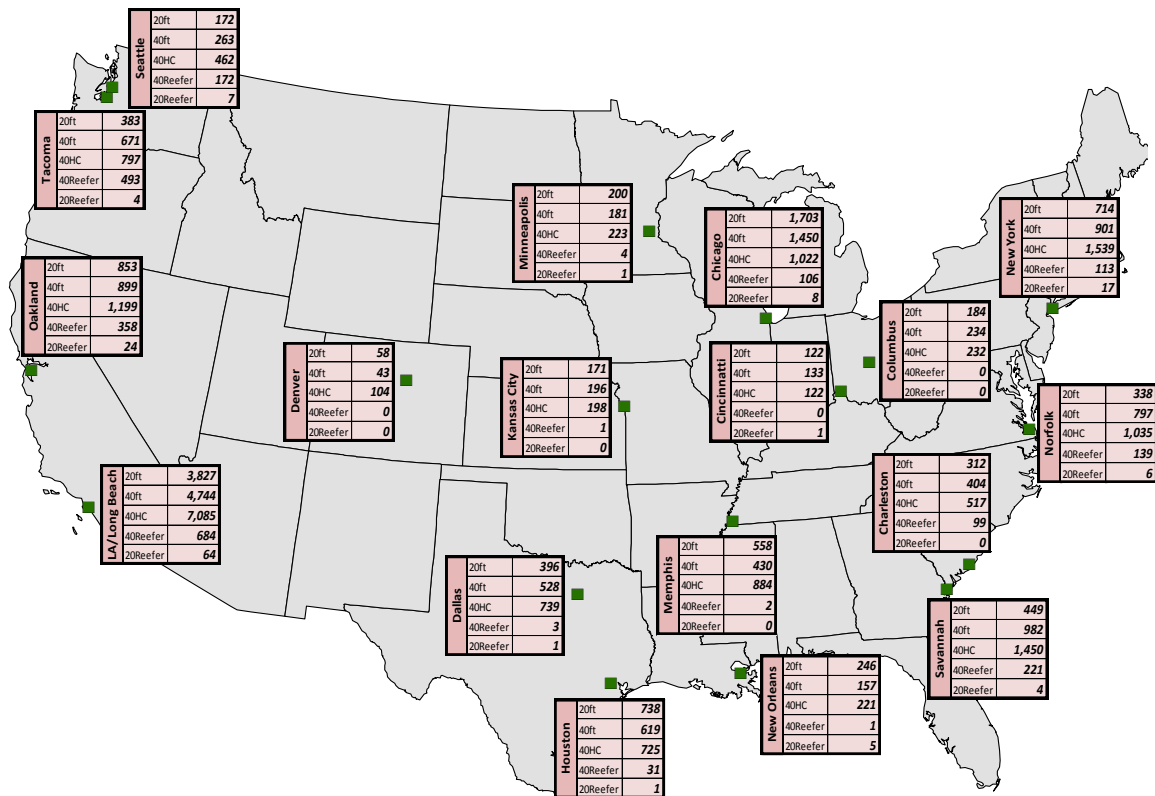 Seattle
20ft 172
40ft 263
40HC 462
40Reefer 172
20Reefer 7
Tacoma
20ft 383
40ft 671
40HC 797
40Reefer 493
20Reefer 4
Minneapolis
20ft 200
40ft 181
40HC 223
40Reefer 4
20Reefer 1
Chicago
20ft 1,703
40ft 1,450
40HC 1,022
40Reefer 106
20Reefer 8
New York
20ft 714
40ft 901
40HC 1,539
40Reefer 113
20Reefer 17
Oakland
20ft 853
40ft 899
40HC 1,199
40Reefer 358
20Reefer 24
Denver
20ft 58
40ft 43
40HC 104
40Reefer 0
20Reefer 0
Kansas City
20ft 171
40ft 196
40HC 198
40Reefer 1
20Reefer 0
Cincinnati
20ft 122
40ft 133
40HC 122
40Reefer 0
20Reefer 1
Columbus
20ft 184
40ft 234
40HC 232
40Reefer 0
20Reefer 0
Norfolk
20ft 338
40ft 797
40HC 1,035
40Reefer 139
20Reefer 6
LA/Long Beach
20ft 3,827
40ft 4,744
40HC 7,085
40Reefer 684
20Reefer 64
Charleston
20ft 312
40ft 404
40HC 517
40Reefer 99
20Reefer 0
Dallas
20ft 396
40ft 528
40HC 739
40Reefer 3
20Reefer 1
Memphis
20ft 558
40ft 430
40HC 884
40Reefer 2
20Reefer 0
Savannah
20ft 449
40ft 982
40HC 1,450
40Reefer 221
20Reefer 4
New Orleans
20ft 246
40ft 157
40HC 221
40Reefer 1
20Reefer 5
Houston
20ft 738
40ft 619
40HC 725
40Reefer 31
20Reefer 1